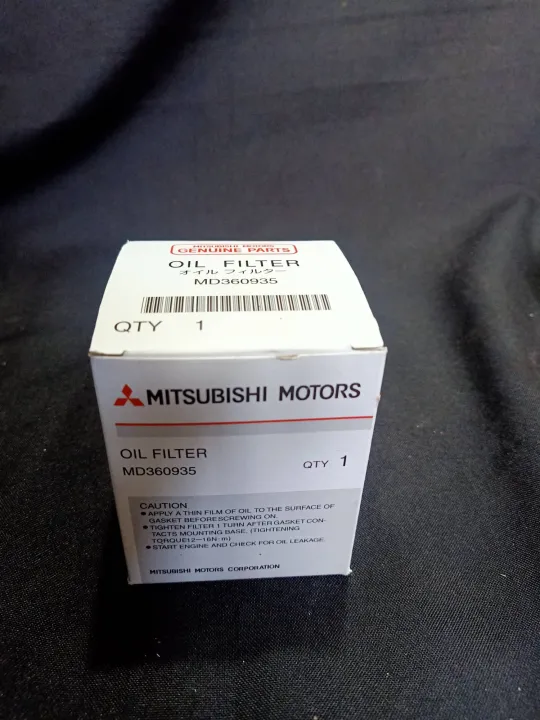 MITSUBISHI MOTORS
GENUINE PARTS
OIL FILTER
オイル フィルター
MD360935
QTY 1
MITSUBISHI MOTORS
OIL FILTER
MD360935
QTY 1
CAUTION
● APPLY A THIN FILM OF OIL TO THE SURFACE OF
GASKET BEFORESCREWING ON.
● TIGHTEN FILTER 1 TURN AFTER GASKET CON-
TACTS MOUNTING BASE. (TIGHTENING
TORQUE12–16N·m)
● START ENGINE AND CHECK FOR OIL LEAKAGE.
MITSUBISHI MOTORS CORPORATION